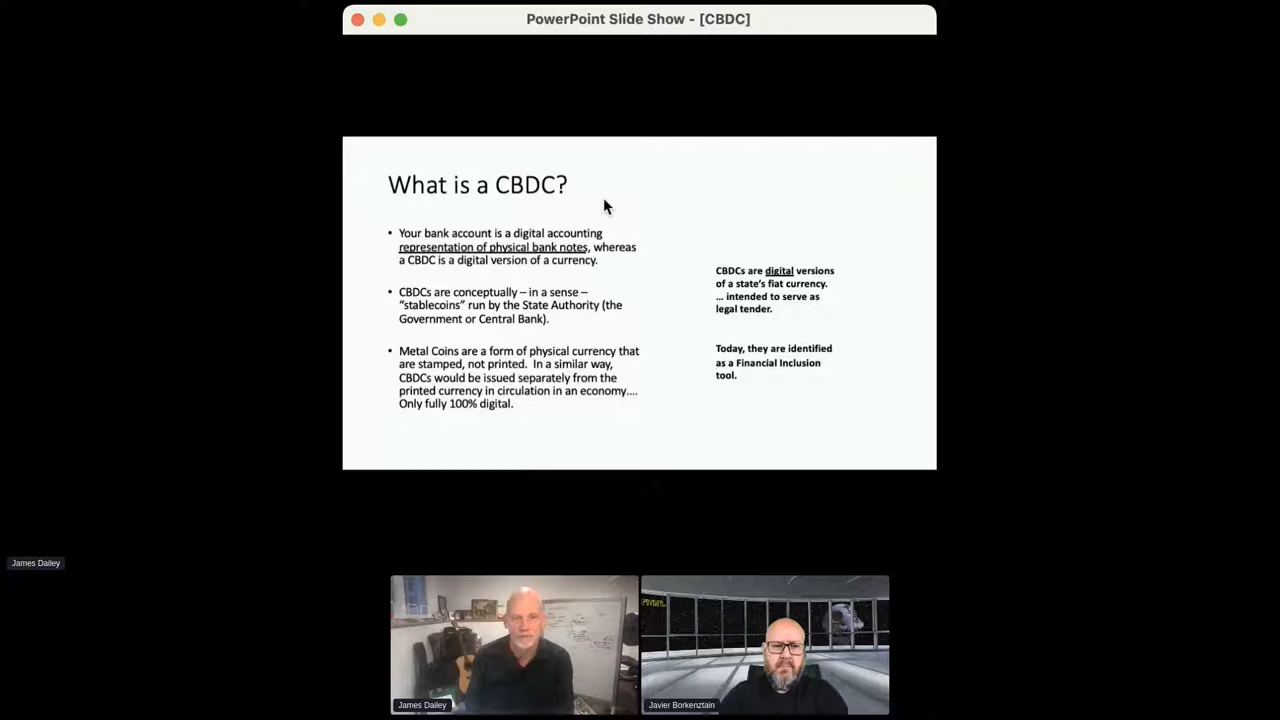 PowerPoint Slide Show - [CBDC]
What is a CBDC?
• Your bank account is a digital accounting
representation of physical bank notes, whereas
a CBDC is a digital version of a currency.
• CBDCs are conceptually – in a sense –
“stablecoins” run by the State Authority (the
Government or Central Bank).
• Metal Coins are a form of physical currency that
are stamped, not printed.  In a similar way,
CBDCs would be issued separately from the
printed currency in circulation in an economy....
Only fully 100% digital.
CBDCs are digital versions
of a state’s fiat currency.
... intended to serve as
legal tender.
Today, they are identified
as a Financial Inclusion
tool.
James Dailey
James Dailey
Javier Borkenztain